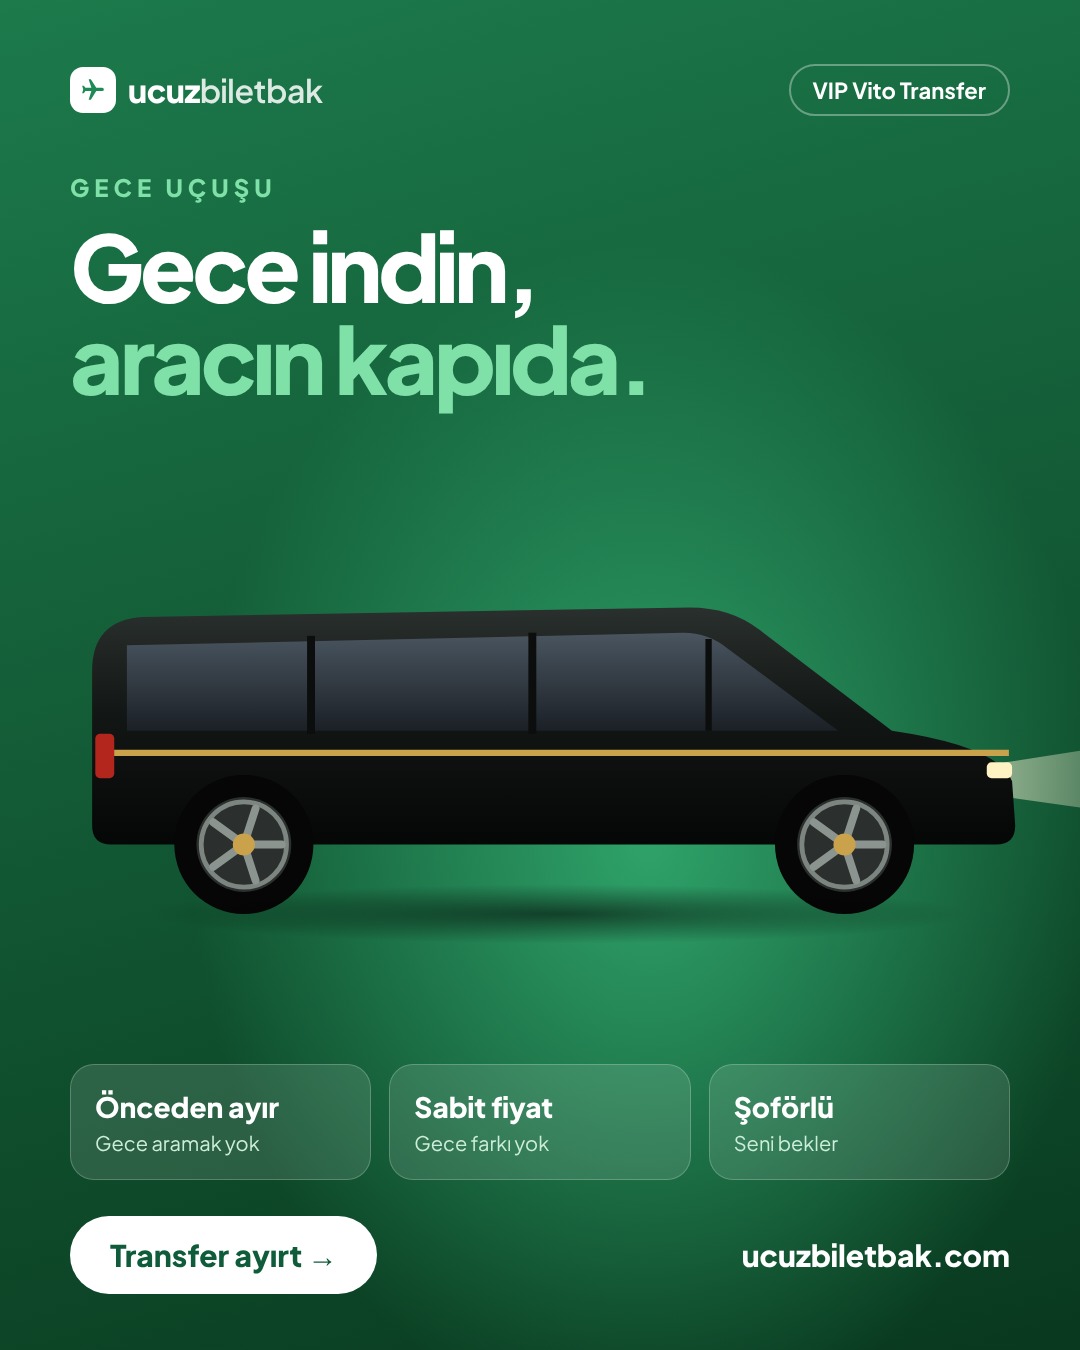 ucuzbiletbak
VIP Vito Transfer
GECE UÇUŞU
Gece indin,
aracın kapıda.
Önceden ayır
Gece aramak yok
Sabit fiyat
Gece farkı yok
Şoförlü
Seni bekler
Transfer ayırt →
ucuzbiletbak.com